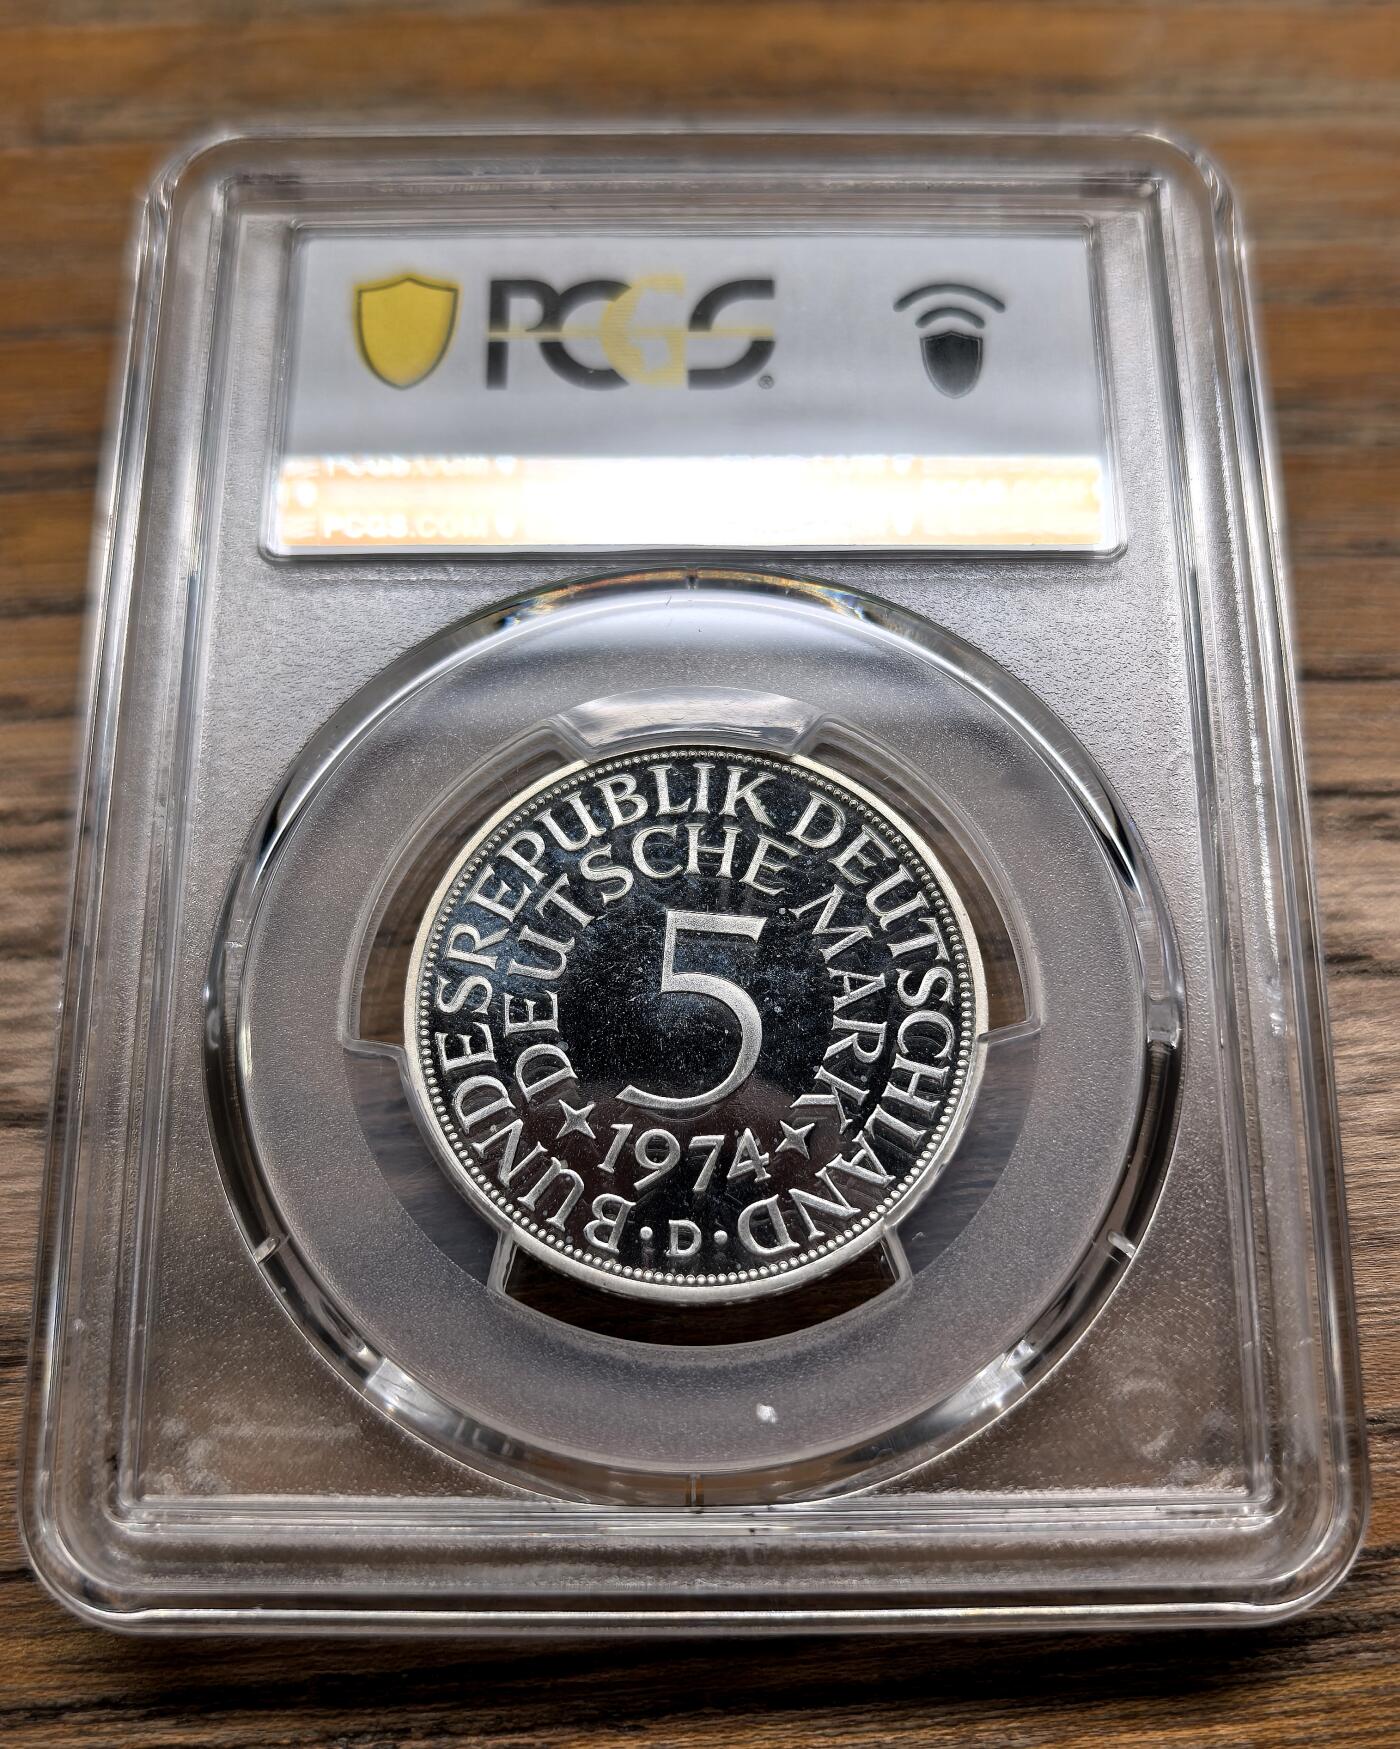 PCGS®
PCGS.COM
BUNDESREPUBLIK DEUTSCHLAND
DEUTSCHE MARK
5
1974
· D ·